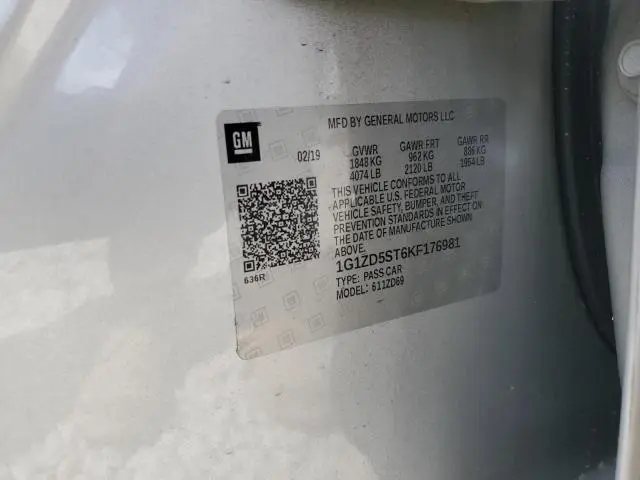 MFD BY GENERAL MOTORS LLC
GM
02/19 GVWR GAWR FRT GAWR RR
1848 KG 962 KG 886 KG
4074 LB 2120 LB 1954 LB
THIS VEHICLE CONFORMS TO ALL
APPLICABLE U.S. FEDERAL MOTOR
VEHICLE SAFETY, BUMPER, AND THEFT
PREVENTION STANDARDS IN EFFECT ON
THE DATE OF MANUFACTURE SHOWN
ABOVE.
1G1ZD5ST6KF176981
TYPE: PASS CAR
MODEL: 611ZD69
636R